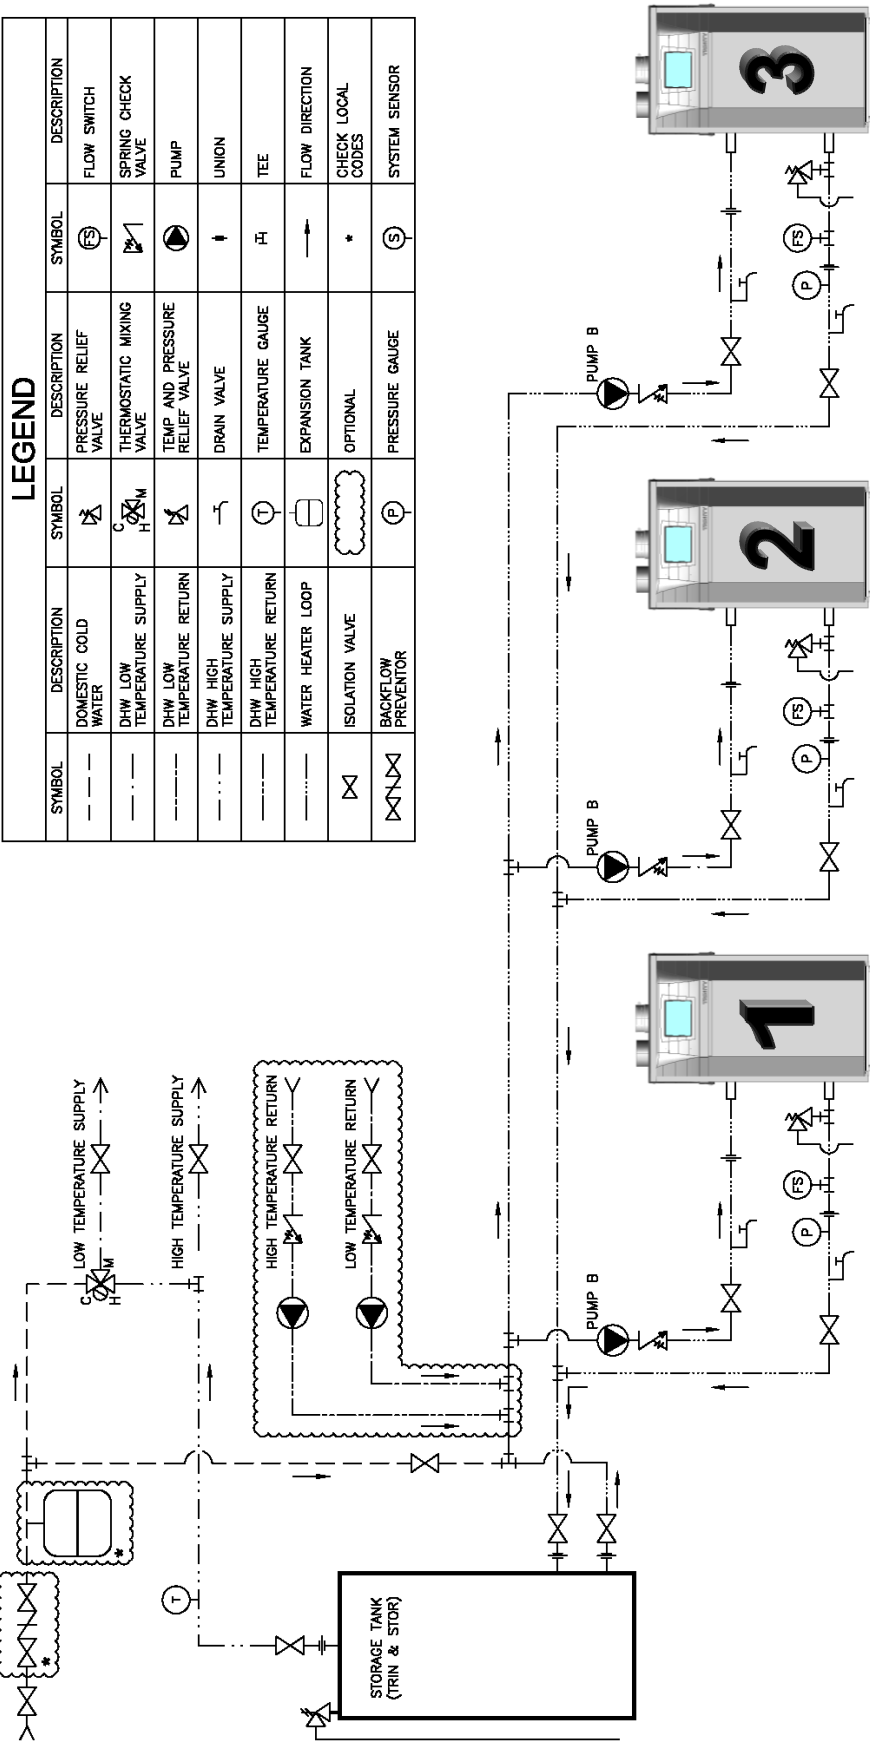 LEGEND
SYMBOL DESCRIPTION SYMBOL DESCRIPTION SYMBOL DESCRIPTION
DOMESTIC COLD
WATER
PRESSURE RELIEF
VALVE
FS
FLOW SWITCH
DHW LOW
TEMPERATURE SUPPLY
C
H
M
THERMOSTATIC MIXING
VALVE
SPRING CHECK
VALVE
DHW LOW
TEMPERATURE RETURN
TEMP AND PRESSURE
RELIEF VALVE
PUMP
DHW HIGH
TEMPERATURE SUPPLY
DRAIN VALVE
UNION
DHW HIGH
TEMPERATURE RETURN
T
TEMPERATURE GAUGE
TEE
WATER HEATER LOOP
EXPANSION TANK
FLOW DIRECTION
ISOLATION VALVE
OPTIONAL
*
CHECK LOCAL
CODES
BACKFLOW
PREVENTOR
P
PRESSURE GAUGE
S
SYSTEM SENSOR
*
*
C
H
M
LOW TEMPERATURE SUPPLY
HIGH TEMPERATURE SUPPLY
T
HIGH TEMPERATURE RETURN
LOW TEMPERATURE RETURN
STORAGE TANK
(TRIN & STOR)
PUMP B
PUMP B
PUMP B
P
FS
P
FS
P
FS
1
2
3